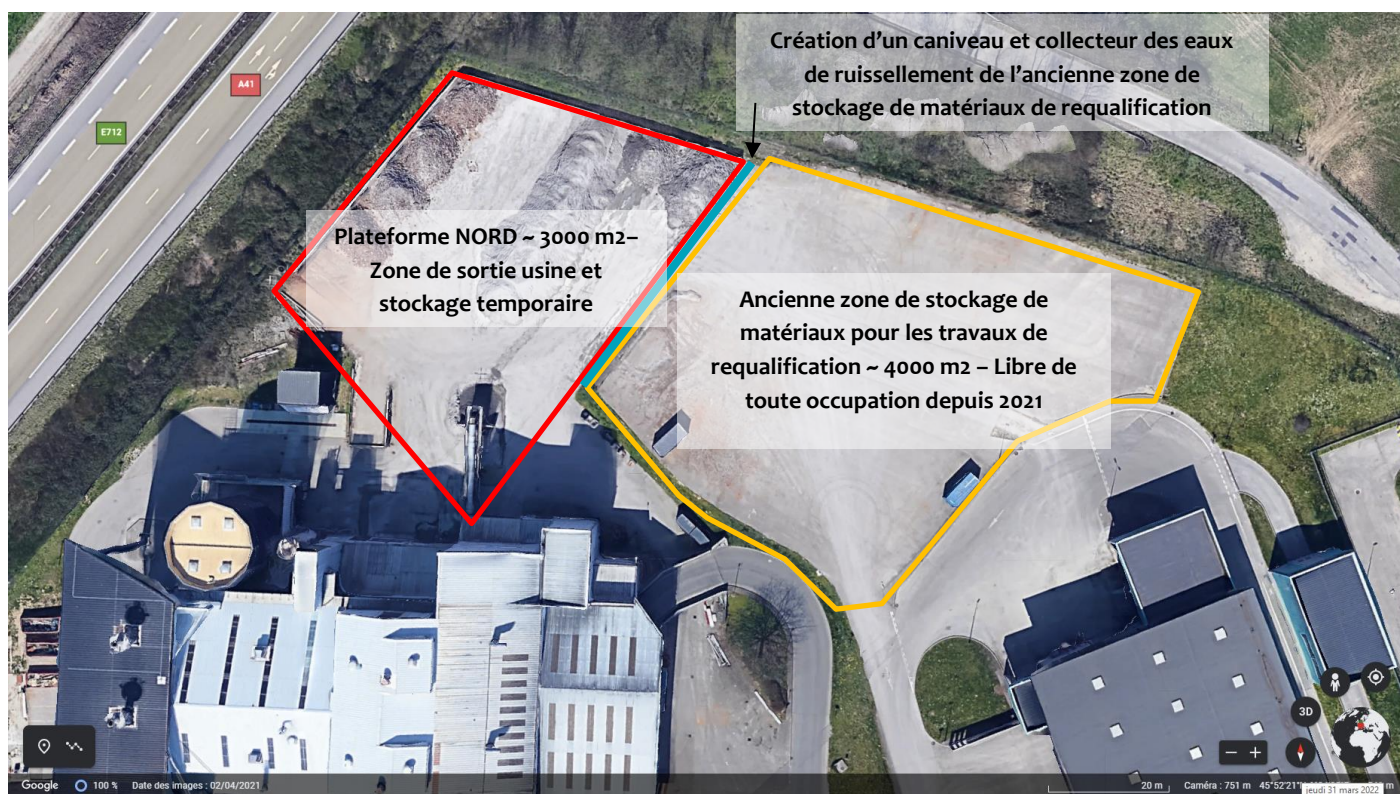 Création d’un caniveau et collecteur des eaux
de ruissellement de l’ancienne zone de
stockage de matériaux de requalification
A41
E712
Plateforme NORD ~ 3000 m2–
Zone de sortie usine et
stockage temporaire
Ancienne zone de stockage de
matériaux pour les travaux de
requalification ~ 4000 m2 – Libre de
toute occupation depuis 2021
3D
Google 100 % Date des images : 02/04/2021 20 m Caméra : 751 m 45°52'21"
jeudi 31 mars 2022